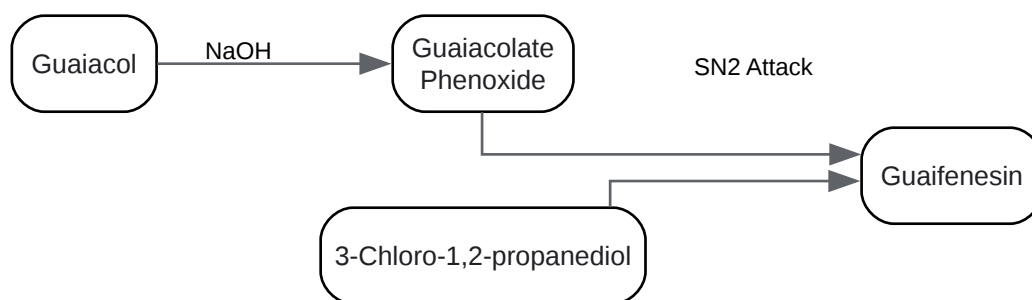 Guaiacol
NaOH
Guaiacolate
Phenoxide
SN2 Attack
Guaifenesin
3-Chloro-1,2-propanediol